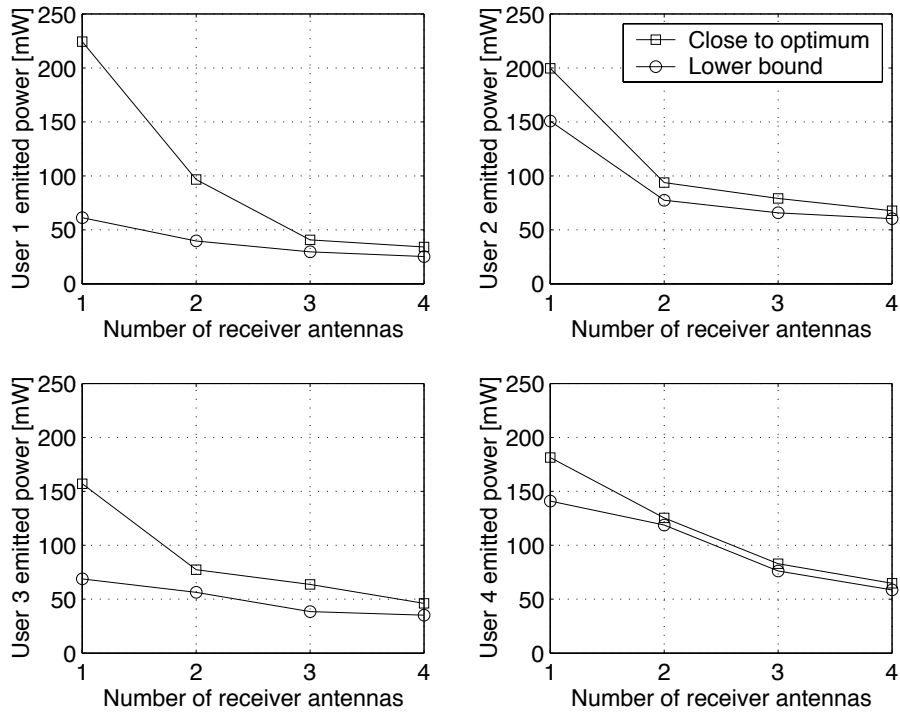 User 1 emitted power [mW]
250
200
150
100
50
0
1 2 3 4
Number of receiver antennas
User 2 emitted power [mW]
250
200
150
100
50
0
Close to optimum
Lower bound
1 2 3 4
Number of receiver antennas
User 3 emitted power [mW]
250
200
150
100
50
0
1 2 3 4
Number of receiver antennas
User 4 emitted power [mW]
250
200
150
100
50
0
1 2 3 4
Number of receiver antennas